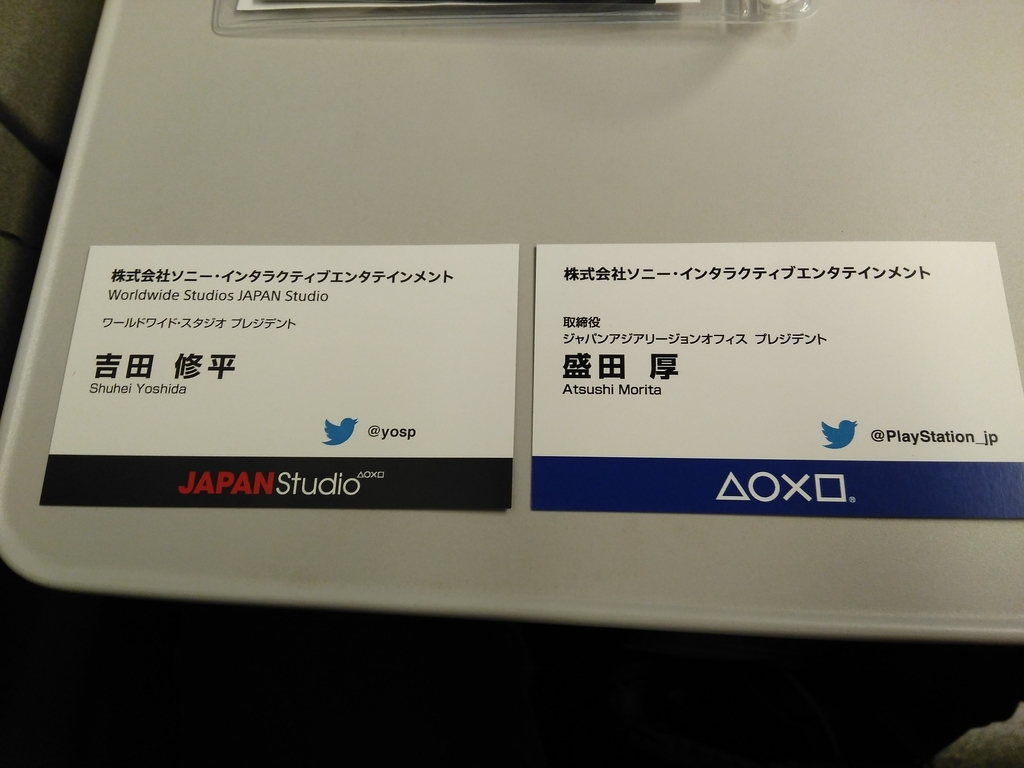 株式会社ソニー・インタラクティブエンタテインメント
Worldwide Studios JAPAN Studio
ワールドワイド・スタジオ プレジデント
吉田 修平
Shuhei Yoshida
@yosp
JAPAN Studio △○×□
株式会社ソニー・インタラクティブエンタテインメント
取締役
ジャパンアジアリージョンオフィス プレジデント
盛田 厚
Atsushi Morita
@PlayStation_jp
△○×□®